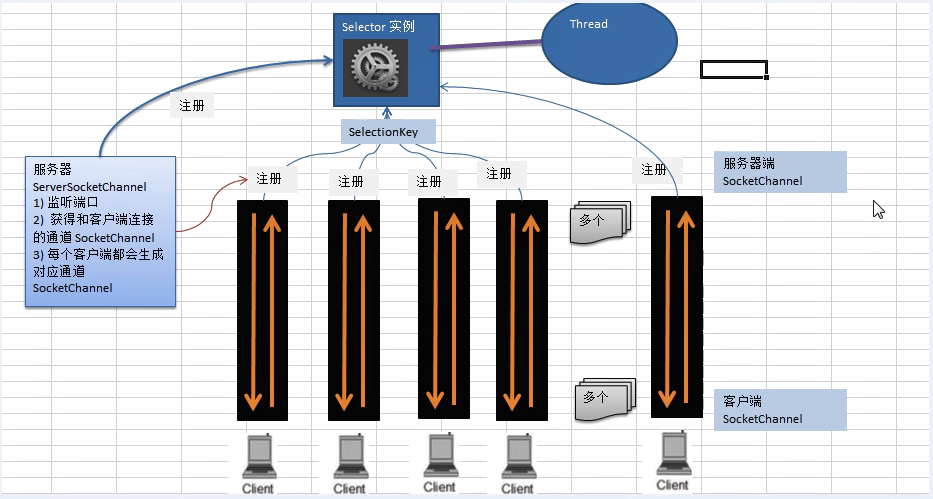 Selector 实例
Thread
注册
SelectionKey
服务器
ServerSocketChannel
1) 监听端口
2) 获得和客户端连接
的通道 SocketChannel
3) 每个客户端都会生成
对应通道
SocketChannel
注册
注册
注册
注册
注册
服务器端
SocketChannel
多个
多个
客户端
SocketChannel
Client
Client
Client
Client
Client